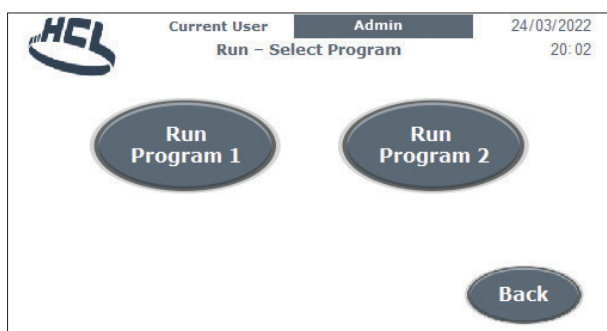 HCL
Current User Admin 24/03/2022
Run – Select Program 20:02
Run
Program 1
Run
Program 2
Back